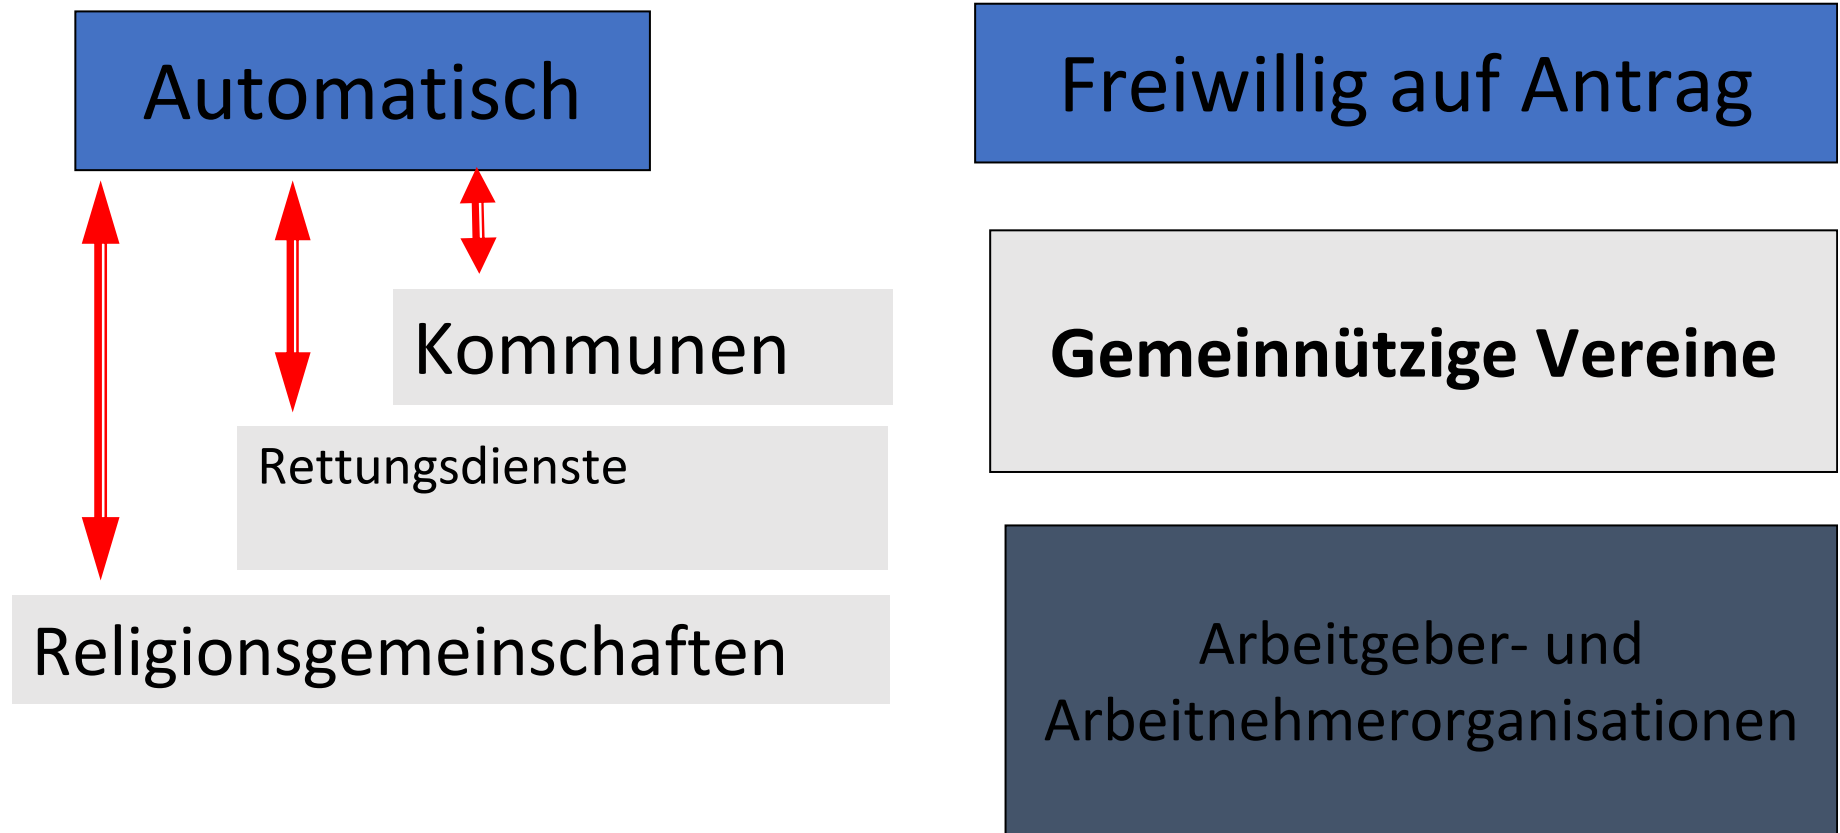 Automatisch
Kommunen
Rettungsdienste
Religionsgemeinschaften
Freiwillig auf Antrag
Gemeinnützige Vereine
Arbeitgeber- und
Arbeitnehmerorganisationen